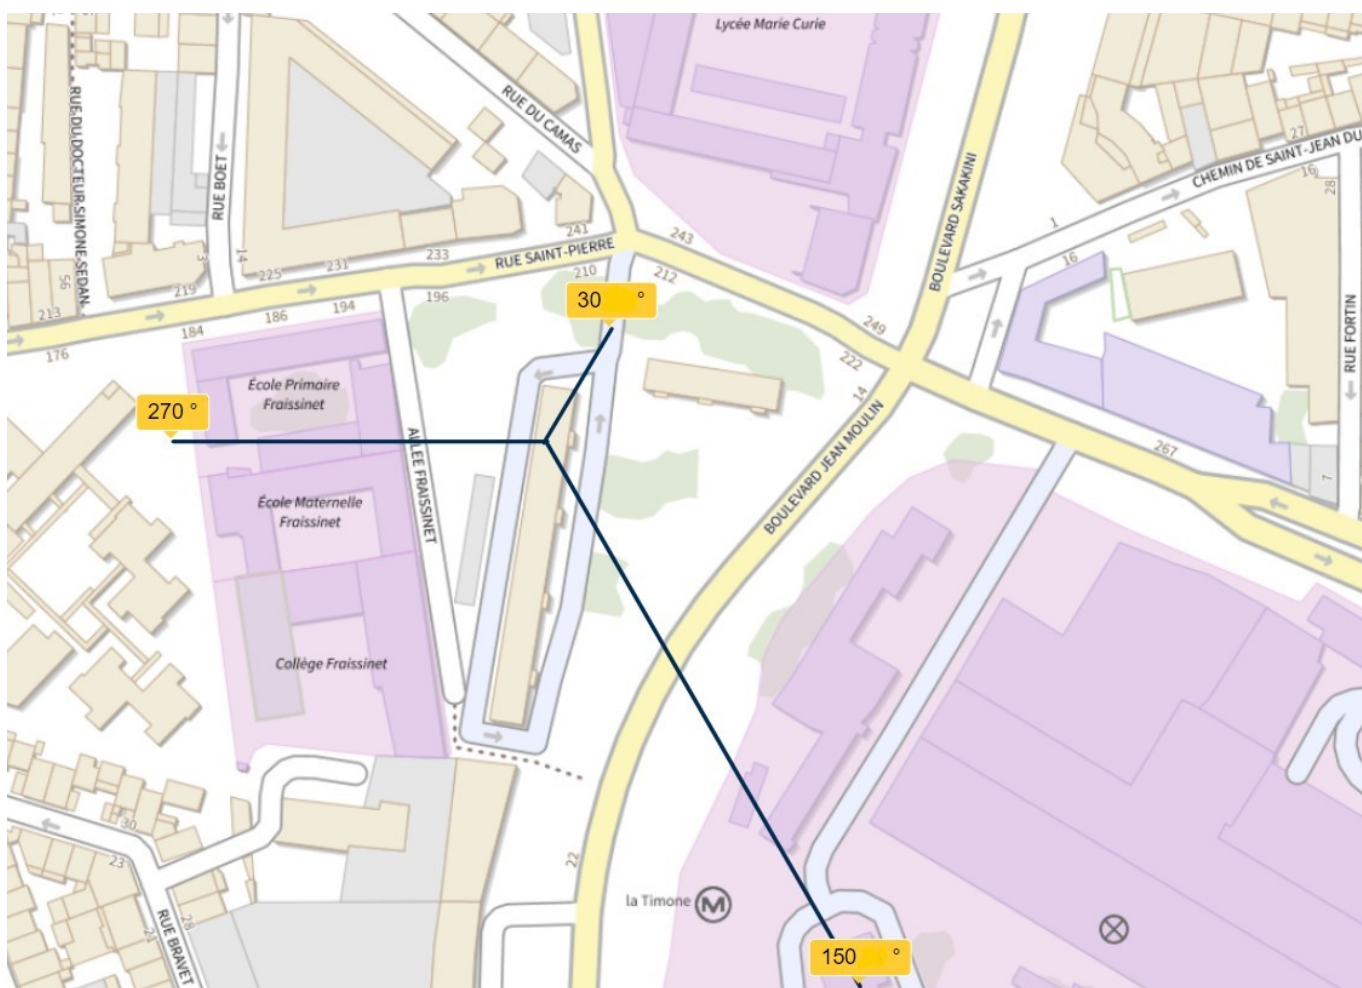 Lycée Marie Curie
RUE DU DOCTEUR SIMONE SEDAN
RUE BOET
RUE DU CAMAS
BOULEVARD SAKAKINI
27
CHEMIN DE SAINT-JEAN DU
16
28
1
16
241
243
RUE SAINT-PIERRE
233
231
225
219
213
56
3
14
210
212
196
194
186
184
176
30 °
249
222
14
RUE FORTIN
École Primaire
Fraissinet
270 °
ALLEE FRAISSINET
BOULEVARD JEAN MOULIN
267
7
École Maternelle
Fraissinet
Collège Fraissinet
30
23
22
28
21
RUE BRAVET
la Timone
M
150 °